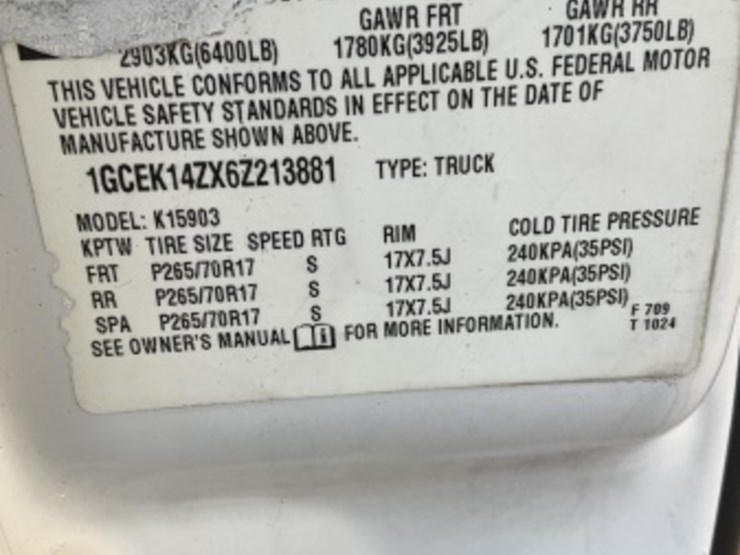 GAWR FRT GAWR RR
2903KG(6400LB) 1780KG(3925LB) 1701KG(3750LB)
THIS VEHICLE CONFORMS TO ALL APPLICABLE U.S. FEDERAL MOTOR
VEHICLE SAFETY STANDARDS IN EFFECT ON THE DATE OF
MANUFACTURE SHOWN ABOVE.
1GCEK14ZX6Z213881 TYPE: TRUCK
MODEL: K15903
KPTW TIRE SIZE SPEED RTG RIM COLD TIRE PRESSURE
FRT P265/70R17 S 17X7.5J 240KPA(35PSI)
RR P265/70R17 S 17X7.5J 240KPA(35PSI)
SPA P265/70R17 S 17X7.5J 240KPA(35PSI)
SEE OWNER'S MANUAL FOR MORE INFORMATION.
F 709
T 1024